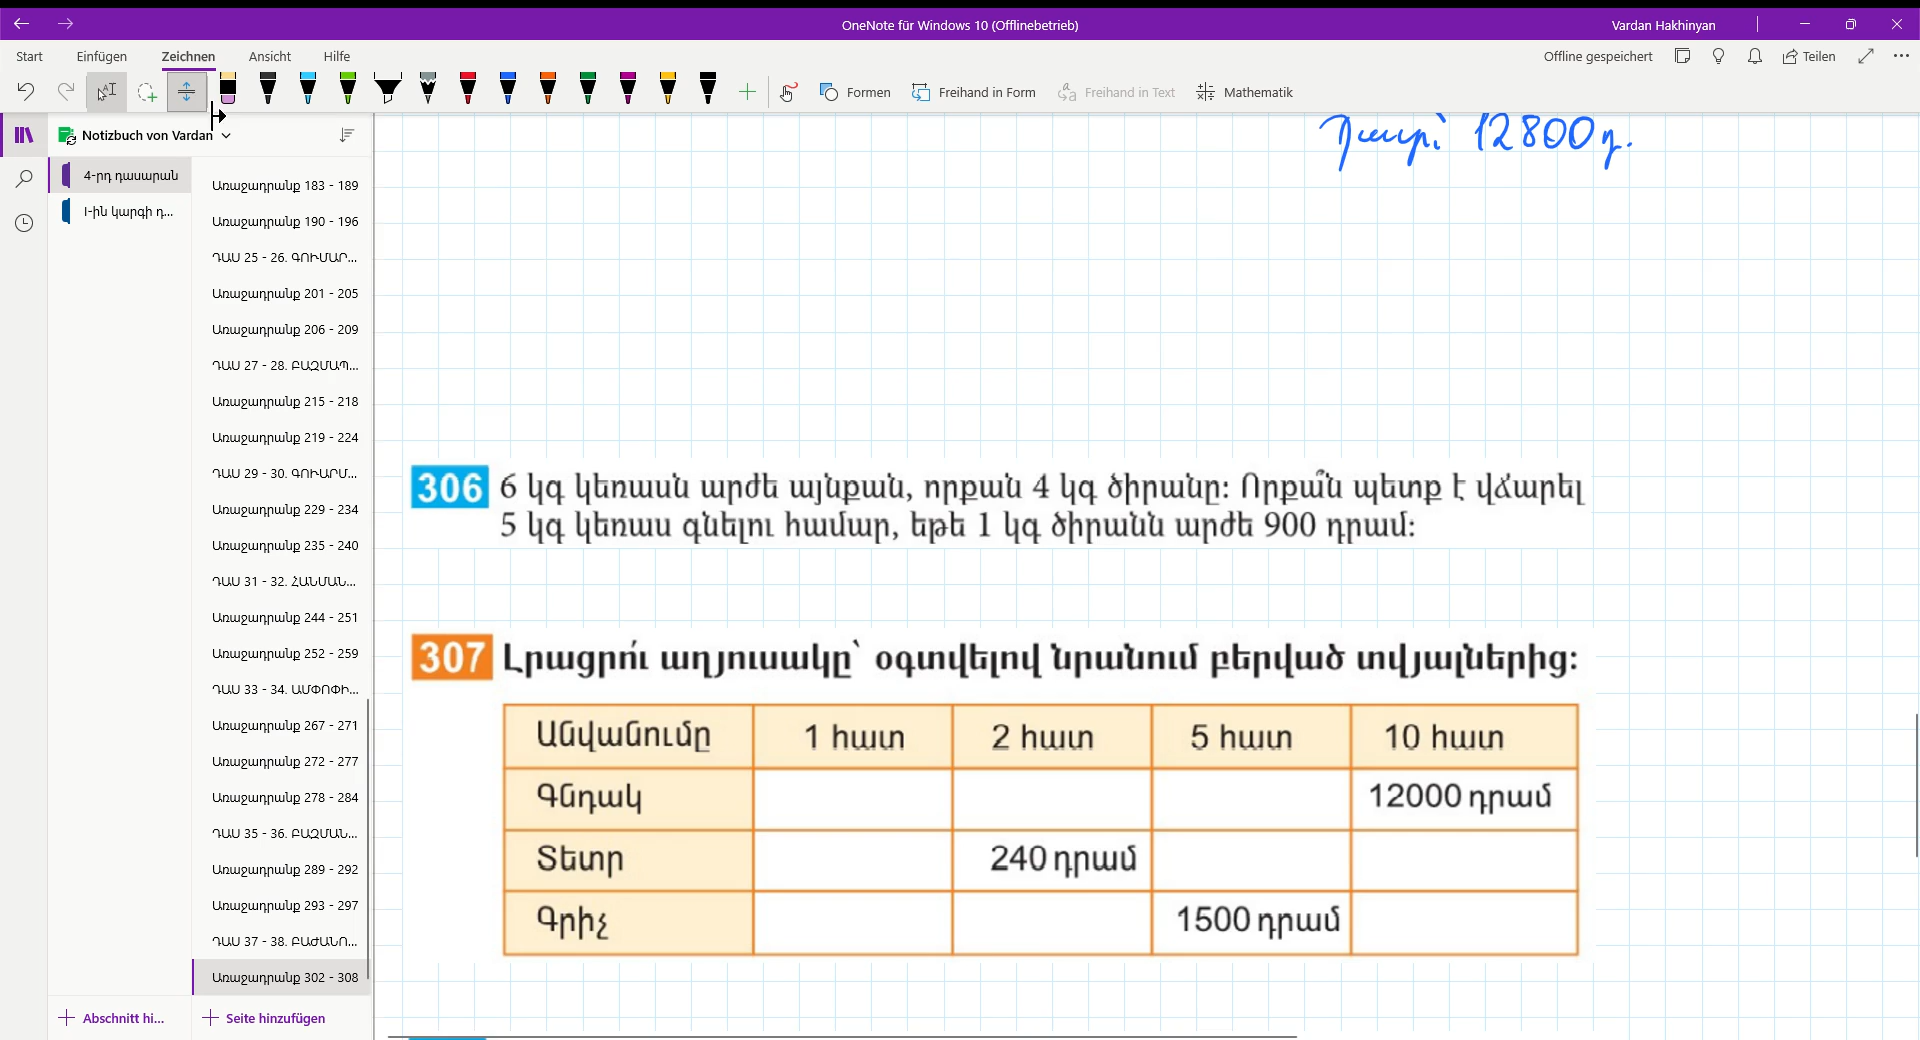 OneNote für Windows 10 (Offlinebetrieb)
Vardan Hakhinyan
Start
Einfügen
Zeichnen
Ansicht
Hilfe
Offline gespeichert
Teilen
Formen
Freihand in Form
Freihand in Text
Mathematik
Notizbuch von Vardan
4-րդ դասարան
I-ին կարգի դ...
Առաջադրանք 183 - 189
Առաջադրանք 190 - 196
ԴԱՍ 25 - 26. ԳՈՒՄԱՐ...
Առաջադրանք 201 - 205
Առաջադրանք 206 - 209
ԴԱՍ 27 - 28. ԲԱԶՄԱՊ...
Առաջադրանք 215 - 218
Առաջադրանք 219 - 224
ԴԱՍ 29 - 30. ԳՈՒԱՐՄ...
Առաջադրանք 229 - 234
Առաջադրանք 235 - 240
ԴԱՍ 31 - 32. ՀԱՆՄԱՆ...
Առաջադրանք 244 - 251
Առաջադրանք 252 - 259
ԴԱՍ 33 - 34. ԱՄՓՈՓԻ...
Առաջադրանք 267 - 271
Առաջադրանք 272 - 277
Առաջադրանք 278 - 284
ԴԱՍ 35 - 36. ԲԱԶՄԱՆ...
Առաջադրանք 289 - 292
Առաջադրանք 293 - 297
ԴԱՍ 37 - 38. ԲԱԺԱՆՈ...
Առաջադրանք 302 - 308
Abschnitt hi...
Seite hinzufügen
12800դ.
306 6 կգ կեռասն արժե այնքան, որքան 4 կգ ծիրանը: Որքա՞ն պետք է վճարել
5 կգ կեռաս գնելու համար, եթե 1 կգ ծիրանն արժե 900 դրամ:
307 Լրացրո՛ւ աղյուսակը՝ օգտվելով նրանում բերված տվյալներից:
Անվանումը 1 հատ 2 հատ 5 հատ 10 հատ
Գնդակ 12000 դրամ
Տետր 240 դրամ
Գրիչ 1500 դրամ